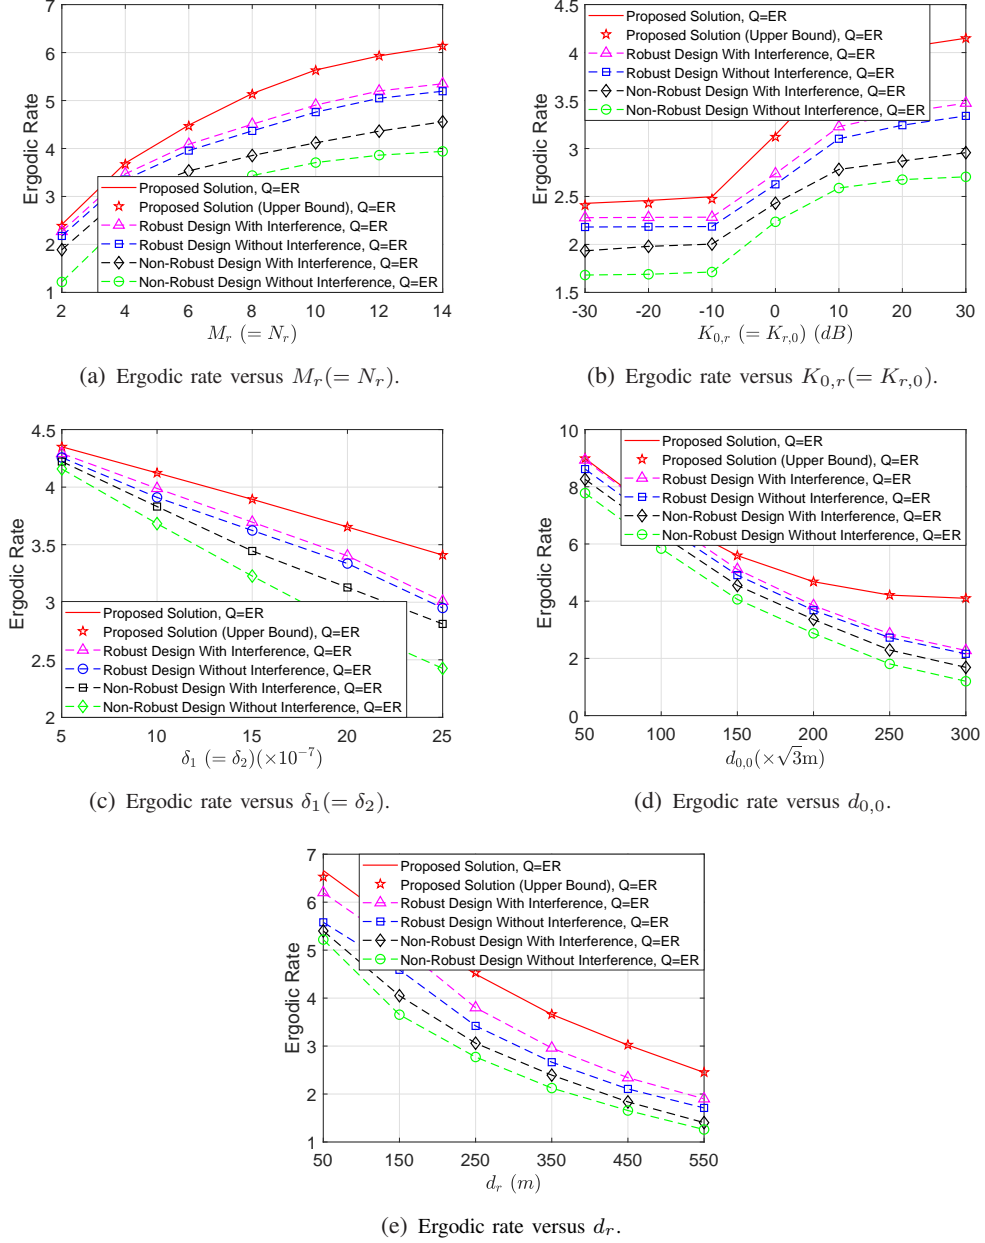 7
6
5
4
3
2
1
Ergodic Rate
Proposed Solution, Q=ER
Proposed Solution (Upper Bound), Q=ER
Robust Design With Interference, Q=ER
Robust Design Without Interference, Q=ER
Non-Robust Design With Interference, Q=ER
Non-Robust Design Without Interference, Q=ER
2 4 6 8 10 12 14
M_r (= N_r)
(a) Ergodic rate versus M_r(= N_r).
4.5
4
3.5
3
2.5
2
1.5
Ergodic Rate
Proposed Solution, Q=ER
Proposed Solution (Upper Bound), Q=ER
Robust Design With Interference, Q=ER
Robust Design Without Interference, Q=ER
Non-Robust Design With Interference, Q=ER
Non-Robust Design Without Interference, Q=ER
-30 -20 -10 0 10 20 30
K_{0,r} (= K_{r,0}) (dB)
(b) Ergodic rate versus K_{0,r}(= K_{r,0}).
4.5
4
3.5
3
2.5
2
Ergodic Rate
Proposed Solution, Q=ER
Proposed Solution (Upper Bound), Q=ER
Robust Design With Interference, Q=ER
Robust Design Without Interference, Q=ER
Non-Robust Design With Interference, Q=ER
Non-Robust Design Without Interference, Q=ER
5 10 15 20 25
δ_1 (= δ_2)(×10^{-7})
(c) Ergodic rate versus δ_1(= δ_2).
10
8
6
4
2
0
Ergodic Rate
Proposed Solution, Q=ER
Proposed Solution (Upper Bound), Q=ER
Robust Design With Interference, Q=ER
Robust Design Without Interference, Q=ER
Non-Robust Design With Interference, Q=ER
Non-Robust Design Without Interference, Q=ER
50 100 150 200 250 300
d_{0,0}(×√3m)
(d) Ergodic rate versus d_{0,0}.
7
6
5
4
3
2
1
Ergodic Rate
Proposed Solution, Q=ER
Proposed Solution (Upper Bound), Q=ER
Robust Design With Interference, Q=ER
Robust Design Without Interference, Q=ER
Non-Robust Design With Interference, Q=ER
Non-Robust Design Without Interference, Q=ER
50 150 250 350 450 550
d_r (m)
(e) Ergodic rate versus d_r.